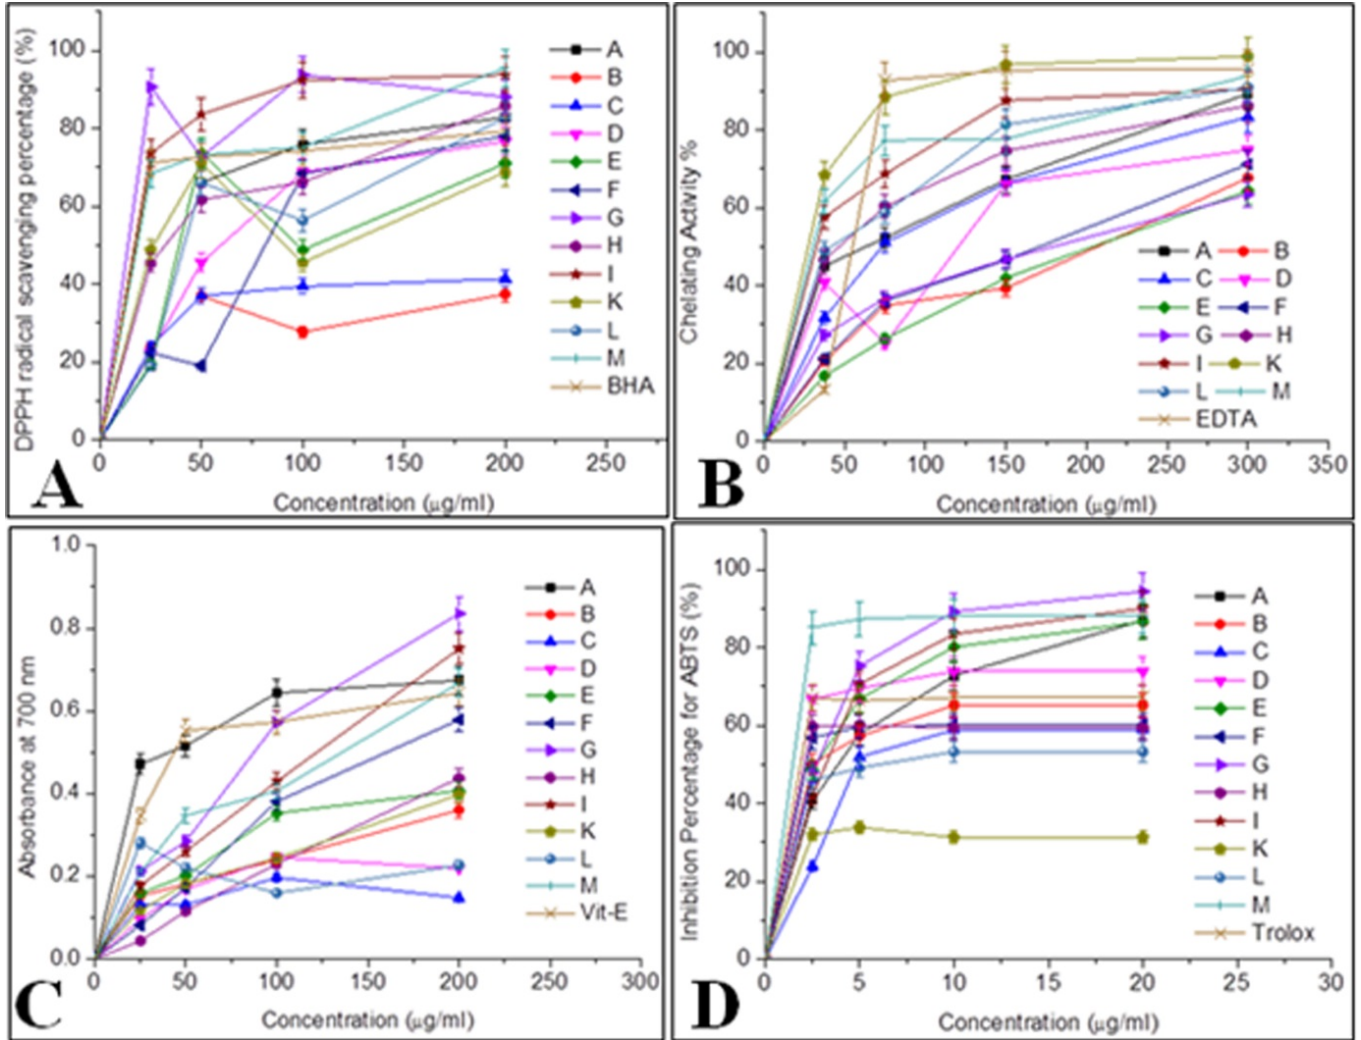 DPPH radical scavenging percentage (%)
100
80
60
40
20
0
0 50 100 150 200 250
Concentration (µg/ml)
A
B
C
D
E
F
G
H
I
K
L
M
BHA
A
Chelating Activity %
100
80
60
40
20
0
0 50 100 150 200 250 300 350
Concentration (µg/ml)
A B
C D
E F
G H
I K
L M
EDTA
B
Absorbance at 700 nm
1.0
0.8
0.6
0.4
0.2
0.0
0 50 100 150 200 250 300
Concentration (µg/ml)
A
B
C
D
E
F
G
H
I
K
L
M
Vit-E
C
Inhibition Percentage for ABTS (%)
100
80
60
40
20
0
0 5 10 15 20 25 30
Concentration (µg/ml)
A
B
C
D
E
F
G
H
I
K
L
M
Trolox
D